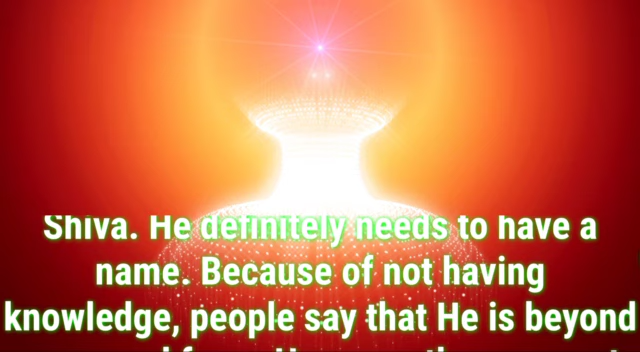 Shiva. He definitely needs to have a
name. Because of not having
knowledge, people say that He is beyond